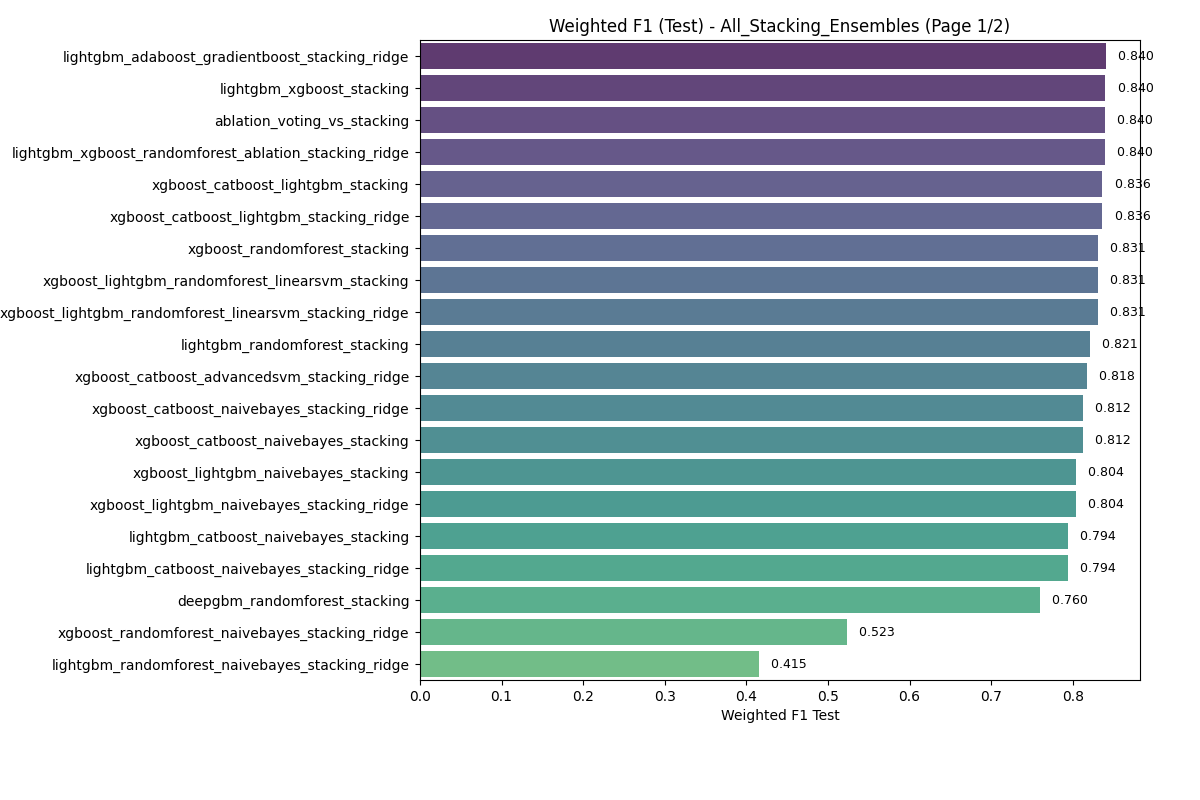 Weighted F1 (Test) - All_Stacking_Ensembles (Page 1/2)
lightgbm_adaboost_gradientboost_stacking_ridge 0.840
lightgbm_xgboost_stacking 0.840
ablation_voting_vs_stacking 0.840
lightgbm_xgboost_randomforest_ablation_stacking_ridge 0.840
xgboost_catboost_lightgbm_stacking 0.836
xgboost_catboost_lightgbm_stacking_ridge 0.836
xgboost_randomforest_stacking 0.831
xgboost_lightgbm_randomforest_linearsvm_stacking 0.831
xgboost_lightgbm_randomforest_linearsvm_stacking_ridge 0.831
lightgbm_randomforest_stacking 0.821
xgboost_catboost_advancedsvm_stacking_ridge 0.818
xgboost_catboost_naivebayes_stacking_ridge 0.812
xgboost_catboost_naivebayes_stacking 0.812
xgboost_lightgbm_naivebayes_stacking 0.804
xgboost_lightgbm_naivebayes_stacking_ridge 0.804
lightgbm_catboost_naivebayes_stacking 0.794
lightgbm_catboost_naivebayes_stacking_ridge 0.794
deepgbm_randomforest_stacking 0.760
xgboost_randomforest_naivebayes_stacking_ridge 0.523
lightgbm_randomforest_naivebayes_stacking_ridge 0.415
0.0 0.1 0.2 0.3 0.4 0.5 0.6 0.7 0.8
Weighted F1 Test